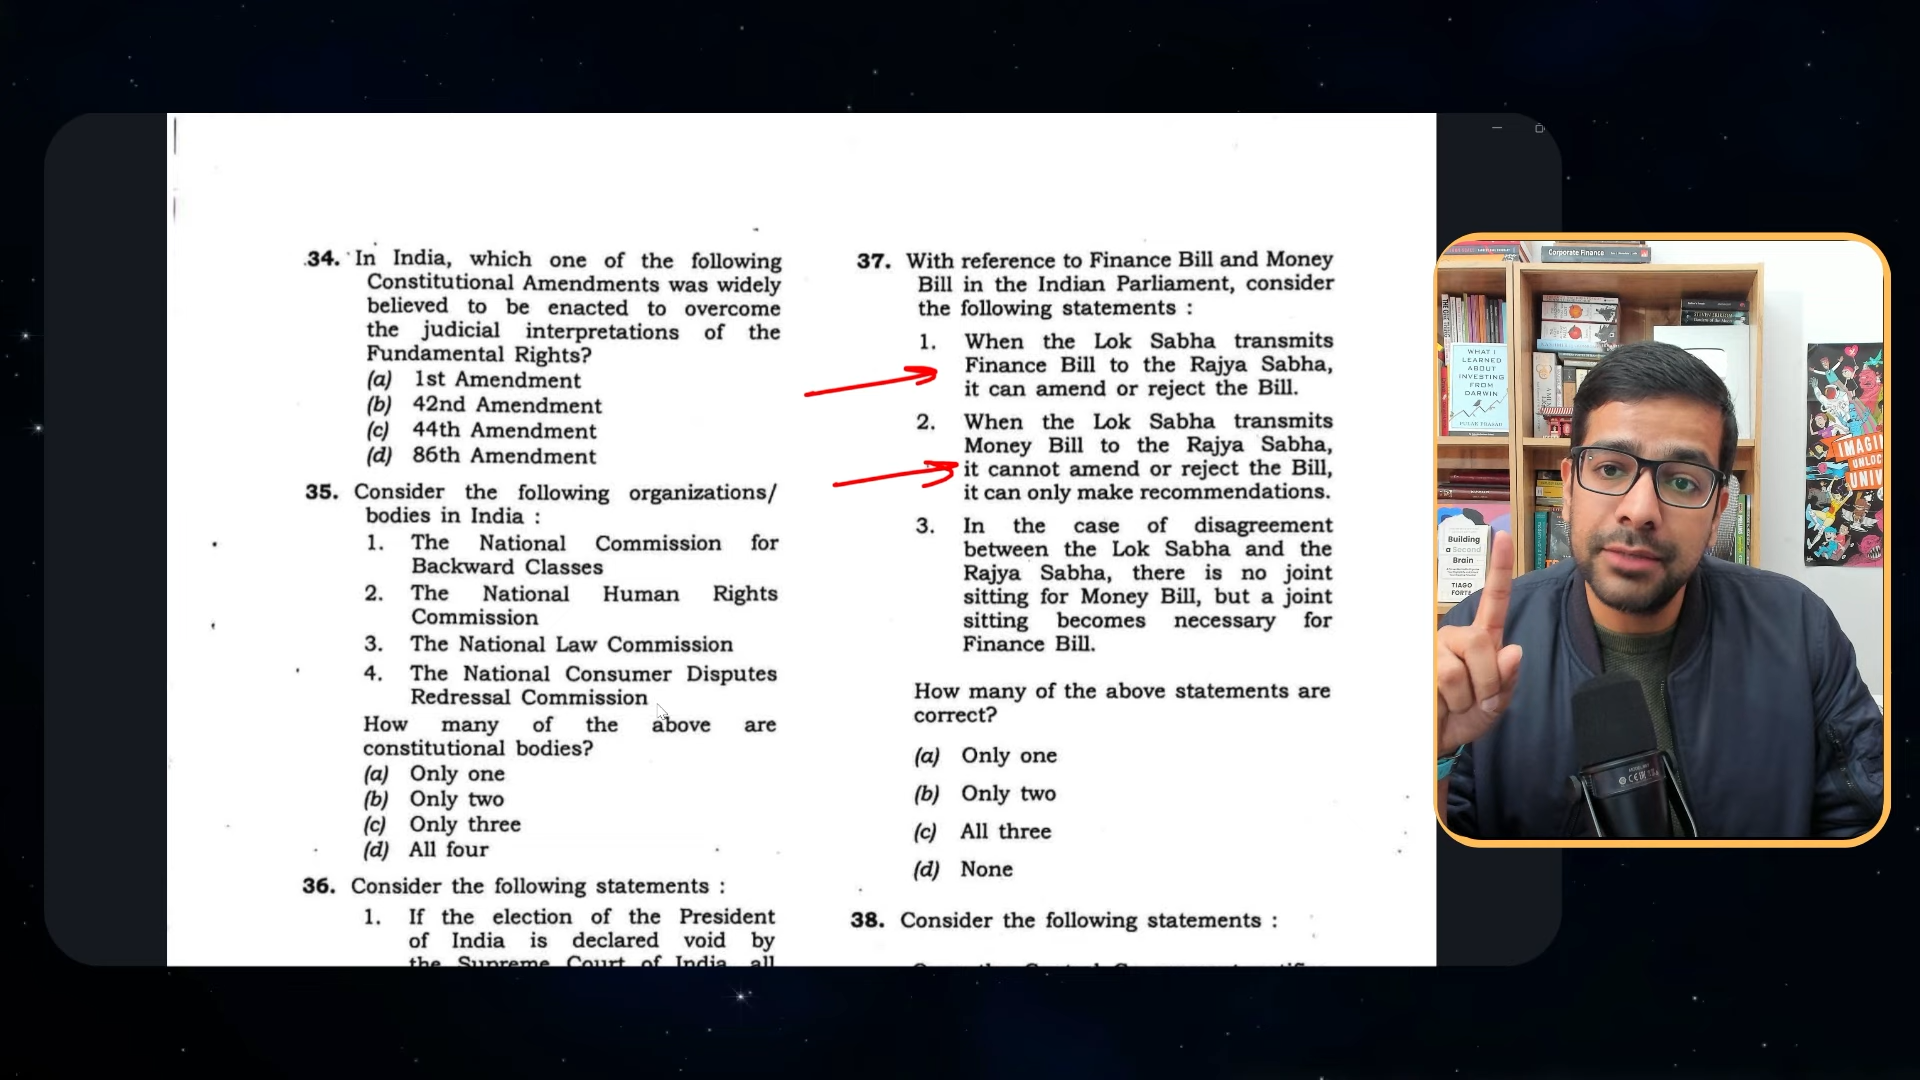 34. In India, which one of the following
Constitutional Amendments was widely
believed to be enacted to overcome
the judicial interpretations of the
Fundamental Rights?
(a) 1st Amendment
(b) 42nd Amendment
(c) 44th Amendment
(d) 86th Amendment
35. Consider the following organizations/
bodies in India :
1. The National Commission for
Backward Classes
2. The National Human Rights
Commission
3. The National Law Commission
4. The National Consumer Disputes
Redressal Commission
How many of the above are
constitutional bodies?
(a) Only one
(b) Only two
(c) Only three
(d) All four
36. Consider the following statements :
1. If the election of the President
of India is declared void by
the Supreme Court of India, all
37. With reference to Finance Bill and Money
Bill in the Indian Parliament, consider
the following statements :
1. When the Lok Sabha transmits
Finance Bill to the Rajya Sabha,
it can amend or reject the Bill.
2. When the Lok Sabha transmits
Money Bill to the Rajya Sabha,
it cannot amend or reject the Bill,
it can only make recommendations.
3. In the case of disagreement
between the Lok Sabha and the
Rajya Sabha, there is no joint
sitting for Money Bill, but a joint
sitting becomes necessary for
Finance Bill.
How many of the above statements are
correct?
(a) Only one
(b) Only two
(c) All three
(d) None
38. Consider the following statements :
Corporate Finance
WHAT I
LEARNED
ABOUT
INVESTING
FROM
DARWIN
PULAK PRASAD
Building
a Second
Brain
TIAGO
FORTE
IMAGI
UNLOC
UNIV